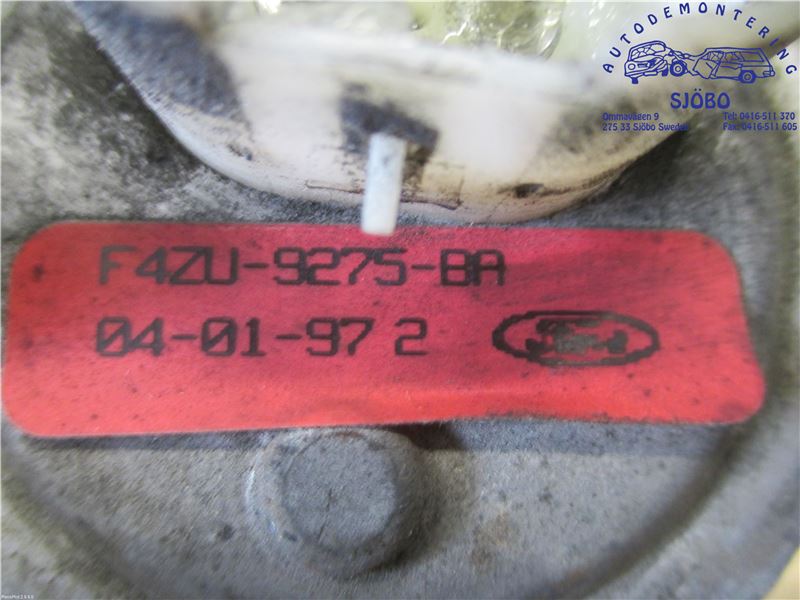 AUTODEMONTERING
SJÖBO
Ommavägen 9 Tel: 0416-511 370
275 33 Sjöbo Sweden Fax: 0416-511 605
F4ZU-9275-BA
04-01-97 2